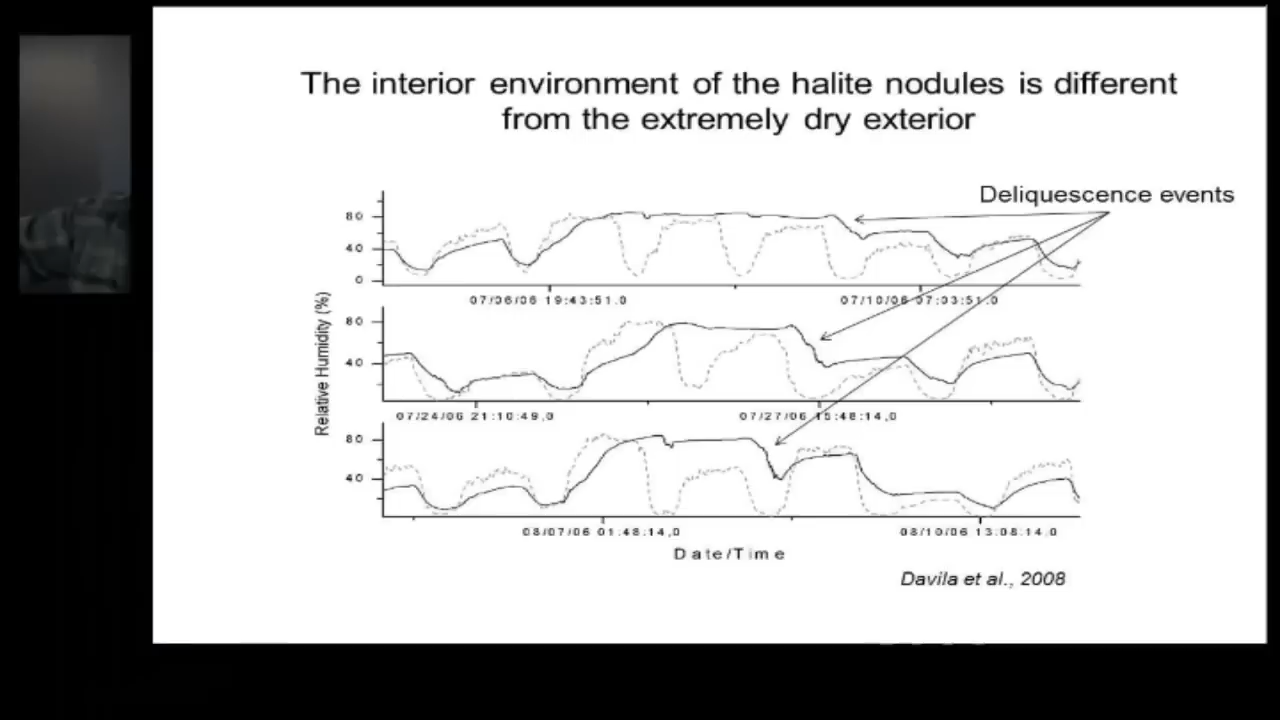 The interior environment of the halite nodules is different
from the extremely dry exterior
Deliquescence events
80
40
0
07/06/06 19:43:51.0
07/10/06 07:03:51.0
Relative Humidity (%)
80
40
07/24/06 21:10:49,0
07/27/06 15:48:14,0
80
40
08/07/06 01:48:14,0
08/10/06 13:08:14,0
Date/Time
Davila et al., 2008